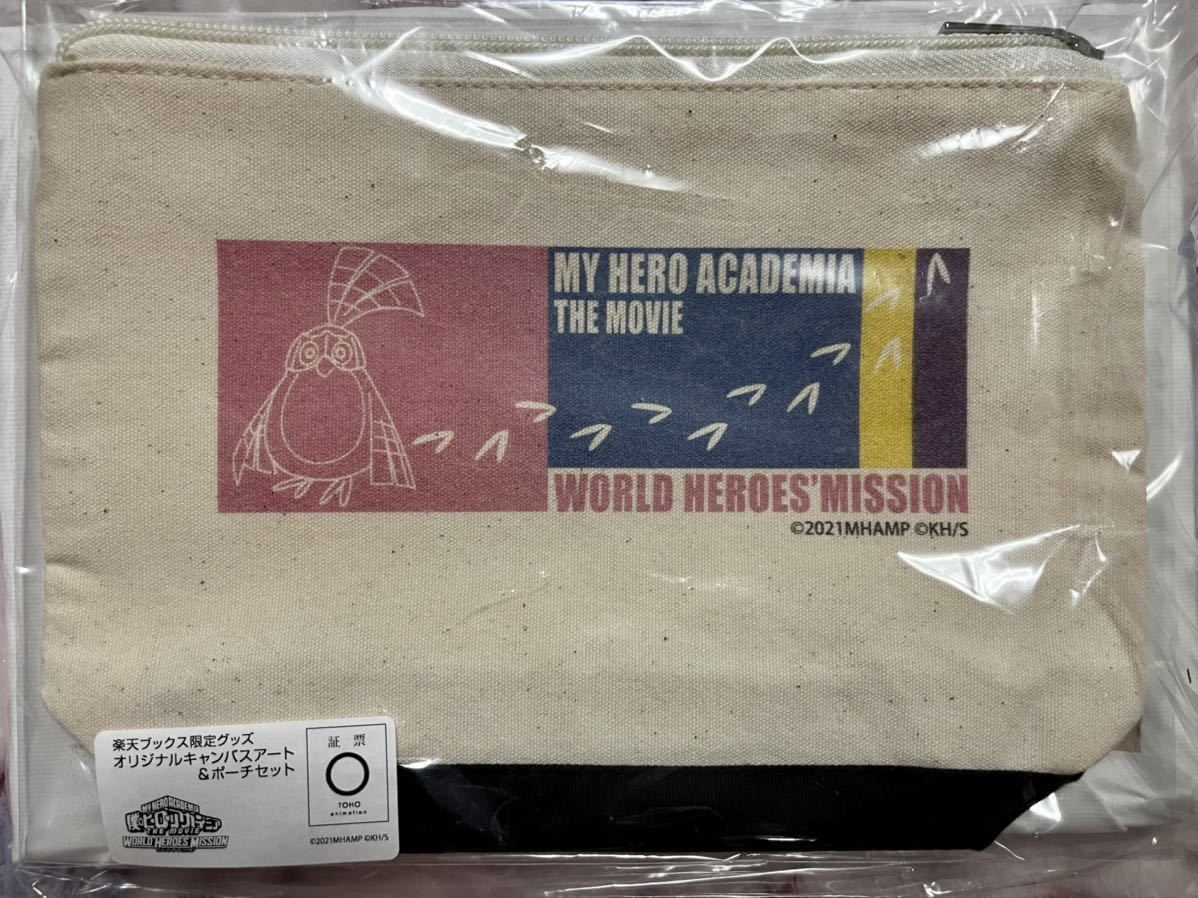 MY HERO ACADEMIA
THE MOVIE
WORLD HEROES'MISSION
©2021MHAMP ©KH/S
楽天ブックス限定グッズ
オリジナルキャンバスアート
&ポーチセット
証 票
TOHO
animation
MY HERO ACADEMIA
僕のヒーローアカデミア
THE MOVIE
WORLD HEROES MISSION
©2021MHAMP ©KH/S